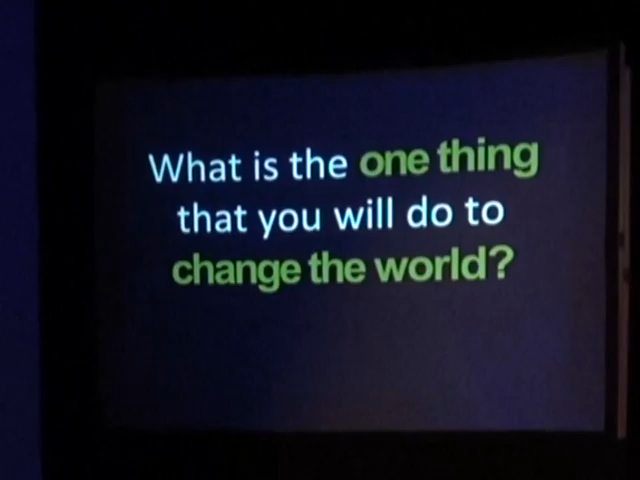 What is the one thing
that you will do to
change the world?